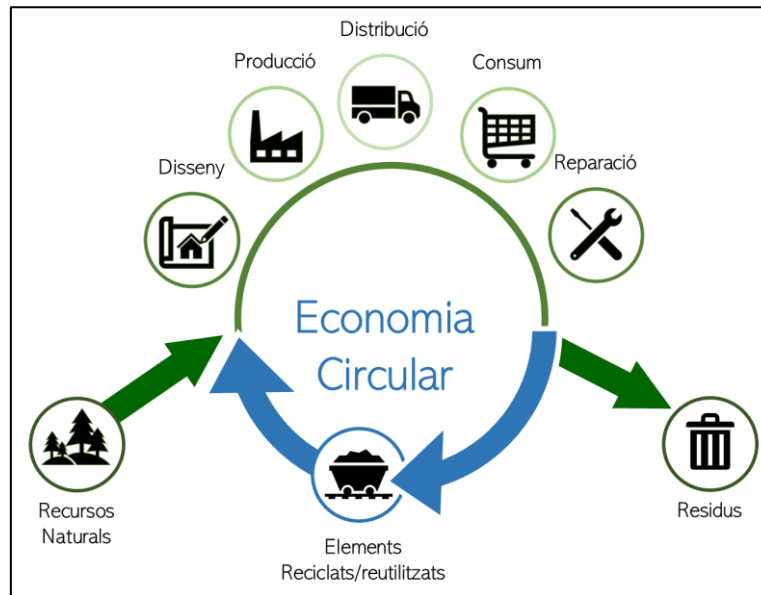 Distribució
Producció
Consum
Disseny
Reparació
Economia
Circular
Recursos
Naturals
Elements
Reciclats/reutilitzats
Residus